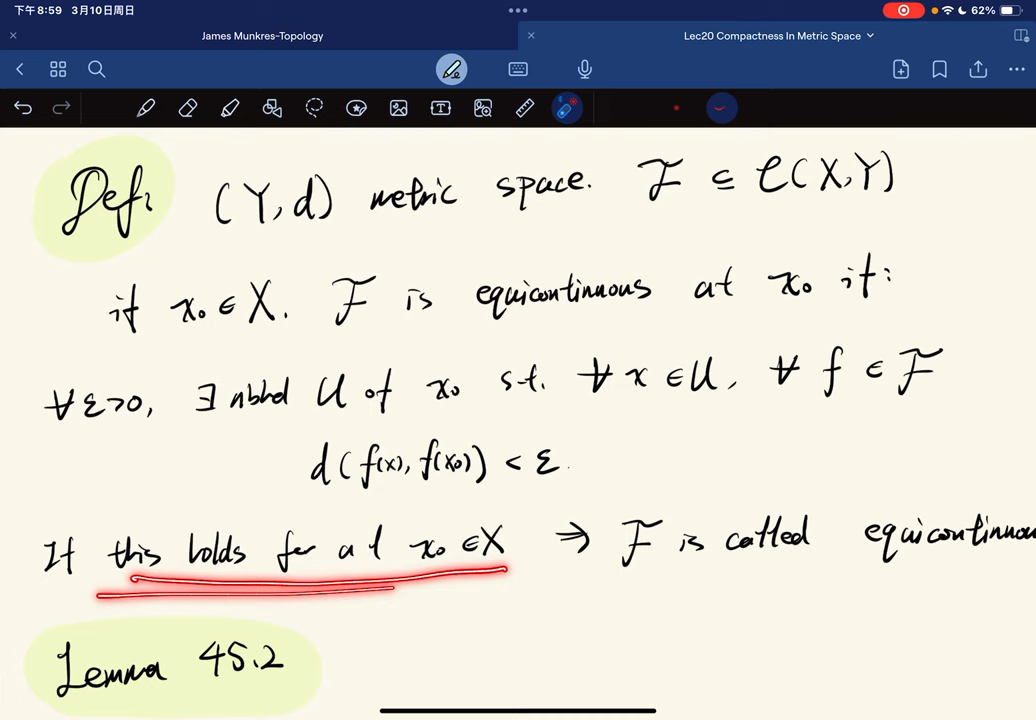 下午8:59 3月10日周日
62%
James Munkres-Topology
Lec20 Compactness In Metric Space
Def: (Y, d) metric space. ℱ ⊆ 𝒞(X,Y)
if x₀ ∈ X. ℱ is equicontinuous at x₀ if:
∀ε>0, ∃ nbhd U of x₀ s.t. ∀ x ∈ U, ∀ f ∈ ℱ
d(f(x), f(x₀)) < ε.
If this holds for all x₀ ∈ X ⇒ ℱ is called equicontinuous
Lemma 45.2